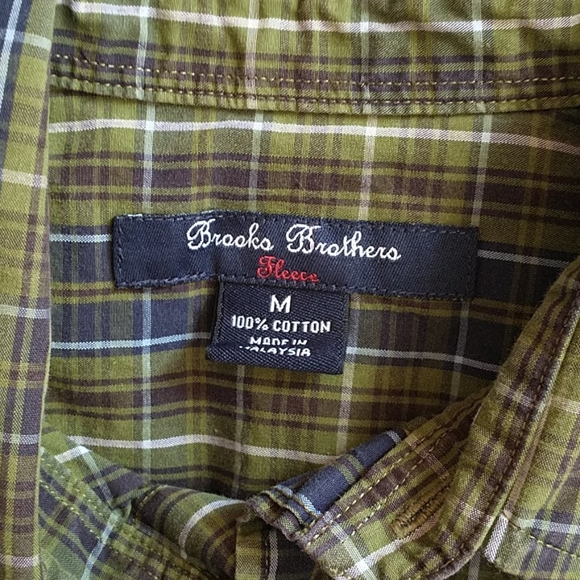 Brooks Brothers
Fleece
M
100% COTTON
MADE IN
MALAYSIA